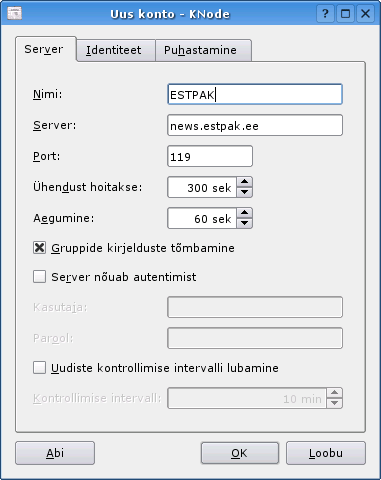 Uus konto - KNode
Server Identiteet Puhastamine
Nimi: ESTPAK
Server: news.estpak.ee
Port: 119
Ühendust hoitakse: 300 sek
Aegumine: 60 sek
Gruppide kirjelduste tõmbamine
Server nõuab autentimist
Kasutaja:
Parool:
Uudiste kontrollimise intervalli lubamine
Kontrollimise intervall: 10 min
Abi OK Loobu